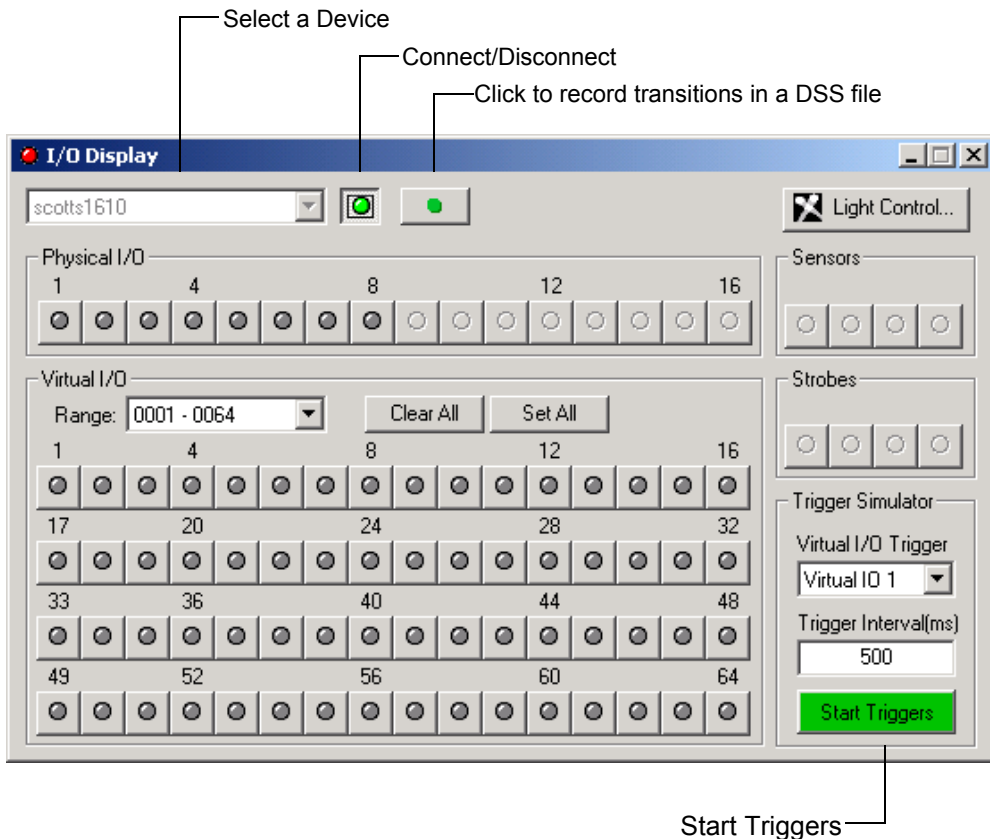 Select a Device
Connect/Disconnect
Click to record transitions in a DSS file
I/O Display
scotts1610
Light Control...
Physical I/O
1 4 8 12 16
Sensors
Virtual I/O
Range: 0001 - 0064 Clear All Set All
1 4 8 12 16
17 20 24 28 32
33 36 40 44 48
49 52 56 60 64
Strobes
Trigger Simulator
Virtual I/O Trigger
Virtual IO 1
Trigger Interval(ms)
500
Start Triggers
Start Triggers